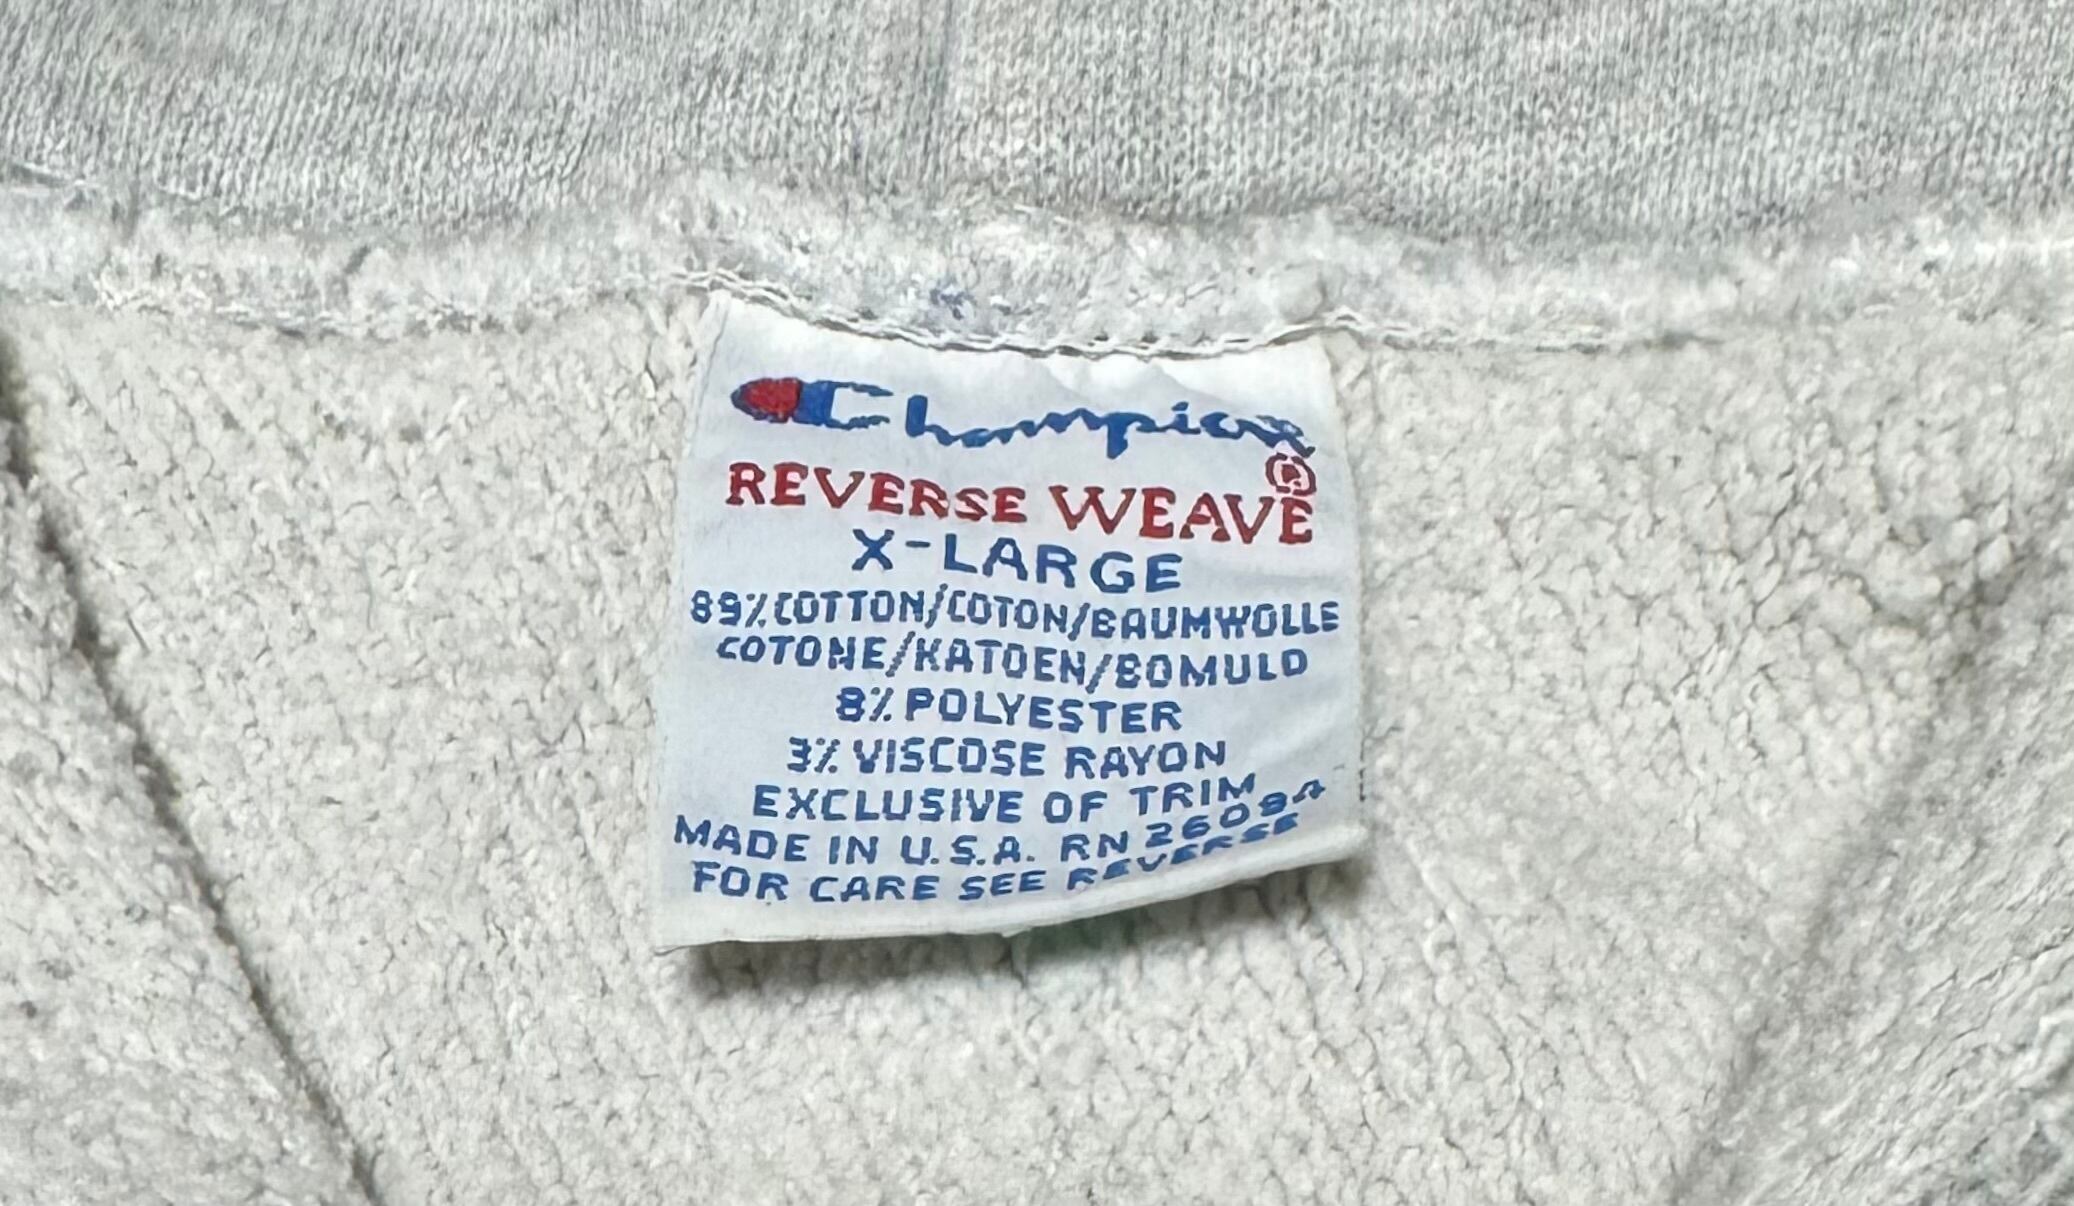 Champion
REVERSE WEAVE®
X-LARGE
89% COTTON/COTON/BAUMWOLLE
COTONE/KATOEN/BOMULD
8% POLYESTER
3% VISCOSE RAYON
EXCLUSIVE OF TRIM
MADE IN U.S.A. RN 26094
FOR CARE SEE REVERSE